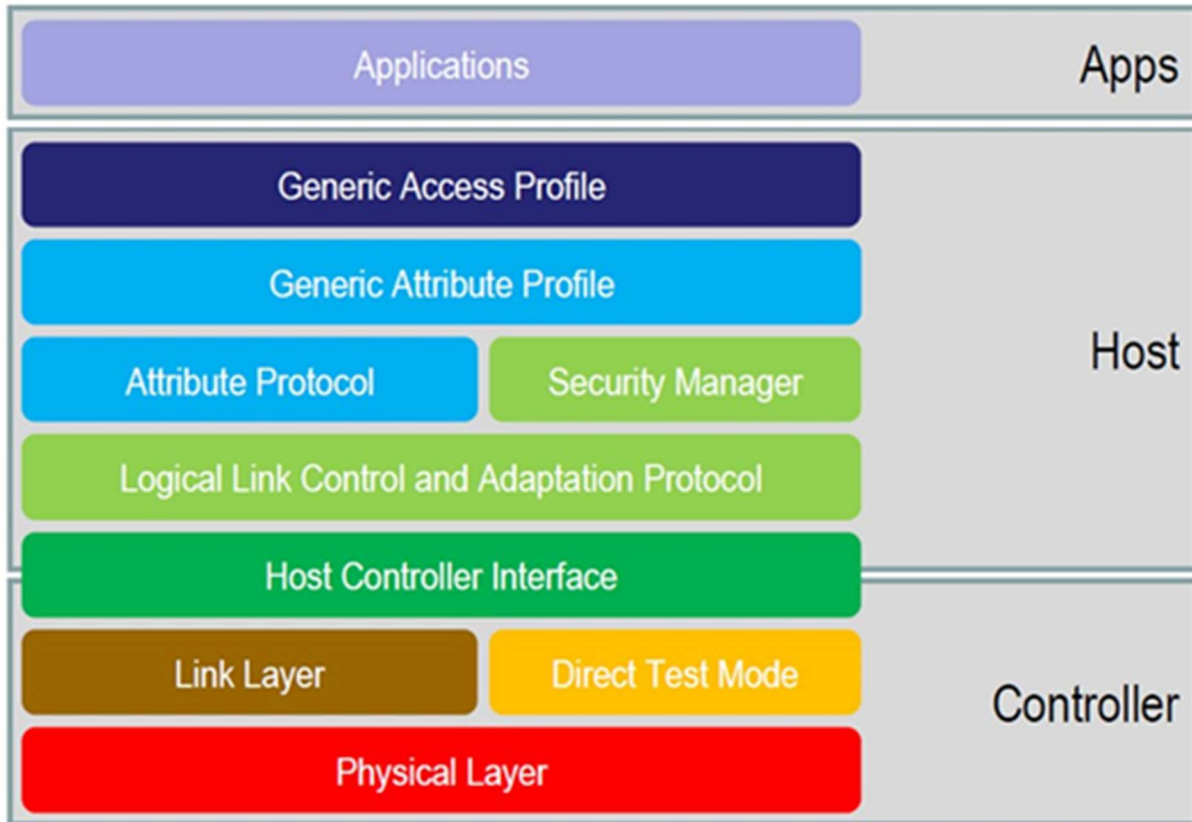 Applications
Apps
Generic Access Profile
Generic Attribute Profile
Host
Attribute Protocol
Security Manager
Logical Link Control and Adaptation Protocol
Host Controller Interface
Link Layer
Direct Test Mode
Controller
Physical Layer